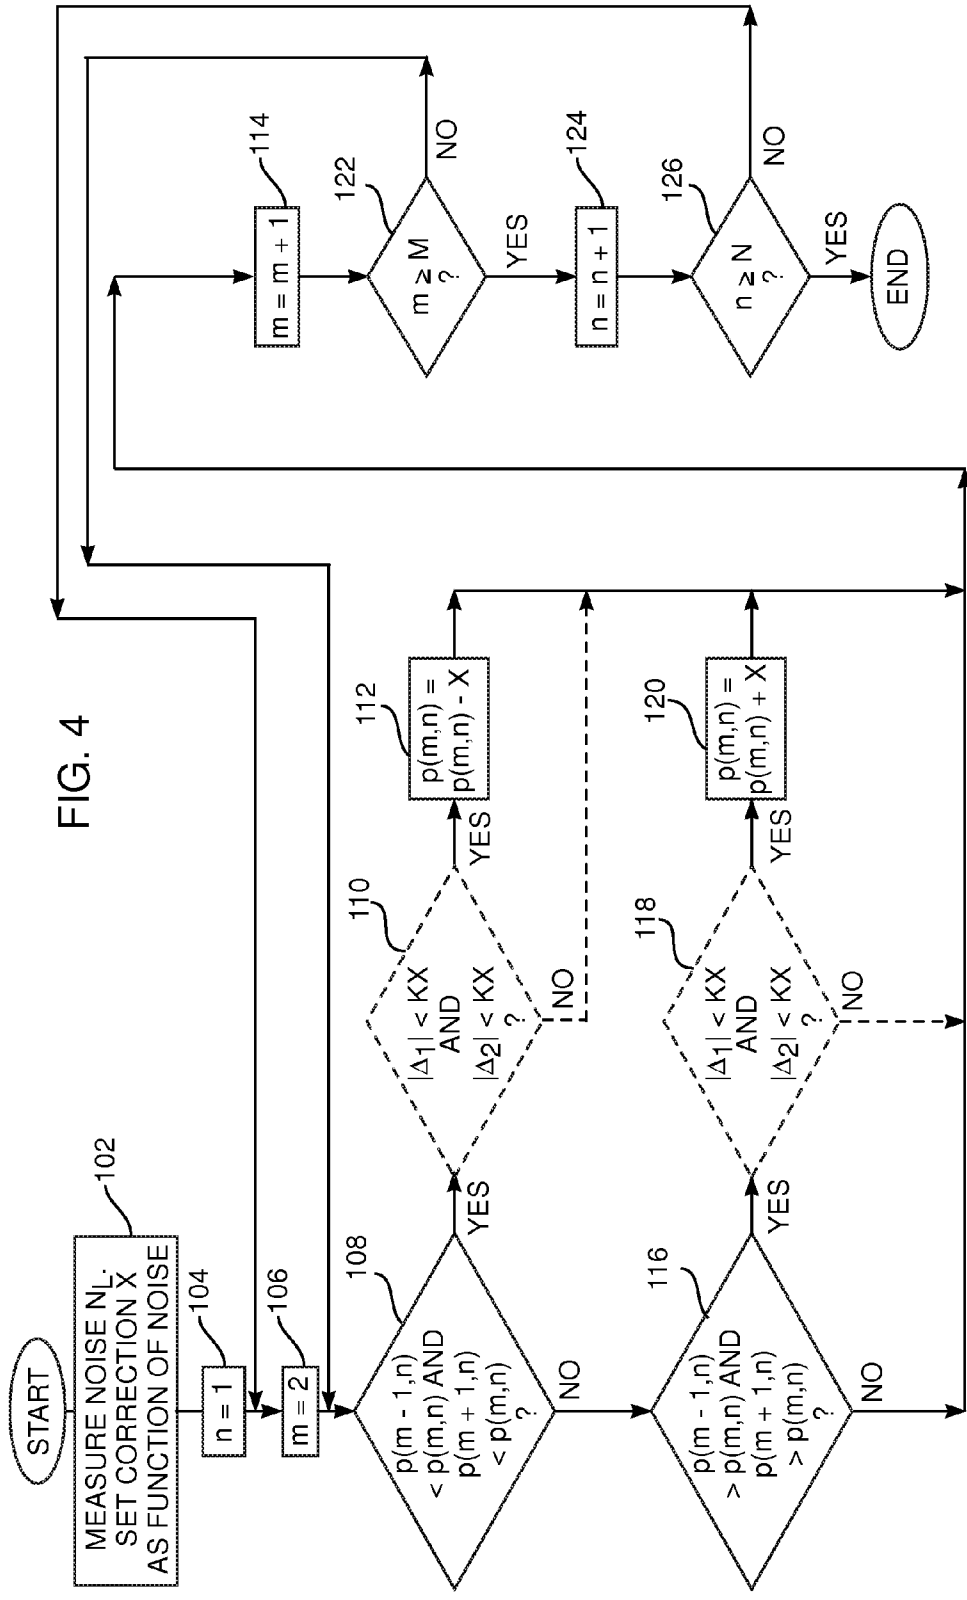 FIG. 4
START
MEASURE NOISE NL.
SET CORRECTION X
AS FUNCTION OF NOISE
102
n = 1
104
m = 2
106
p(m - 1,n)
< p(m,n) AND
p(m + 1,n)
< p(m,n)
?
108
YES
NO
|Δ1| < KX
AND
|Δ2| < KX
?
110
YES
NO
p(m,n) =
p(m,n) - X
112
p(m - 1,n)
> p(m,n) AND
p(m + 1,n)
> p(m,n)
?
116
YES
NO
|Δ1| < KX
AND
|Δ2| < KX
?
118
YES
NO
p(m,n) =
p(m,n) + X
120
m = m + 1
114
m ≥ M
?
122
NO
YES
n = n + 1
124
n ≥ N
?
126
NO
YES
END